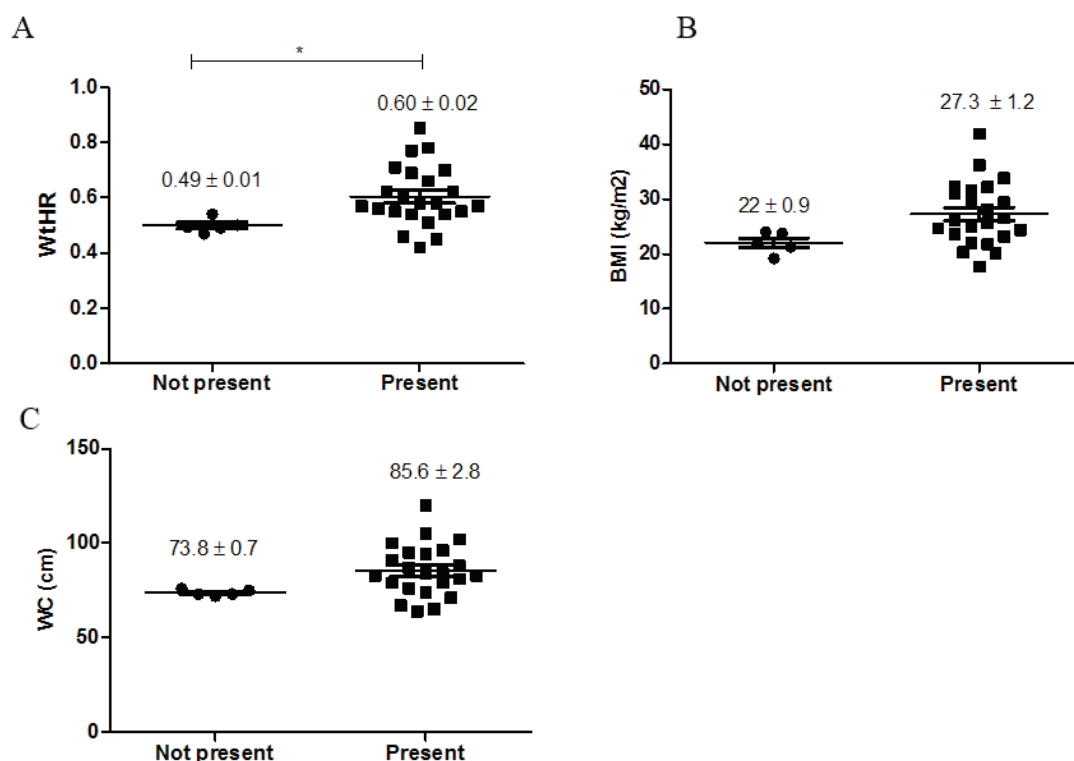 A
*
1.0
0.8
0.6
0.4
0.2
0.0
WtHR
0.49 ± 0.01
0.60 ± 0.02
Not present
Present
B
50
40
30
20
10
0
BMI (kg/m2)
22 ± 0.9
27.3 ± 1.2
Not present
Present
C
150
100
50
0
WC (cm)
73.8 ± 0.7
85.6 ± 2.8
Not present
Present